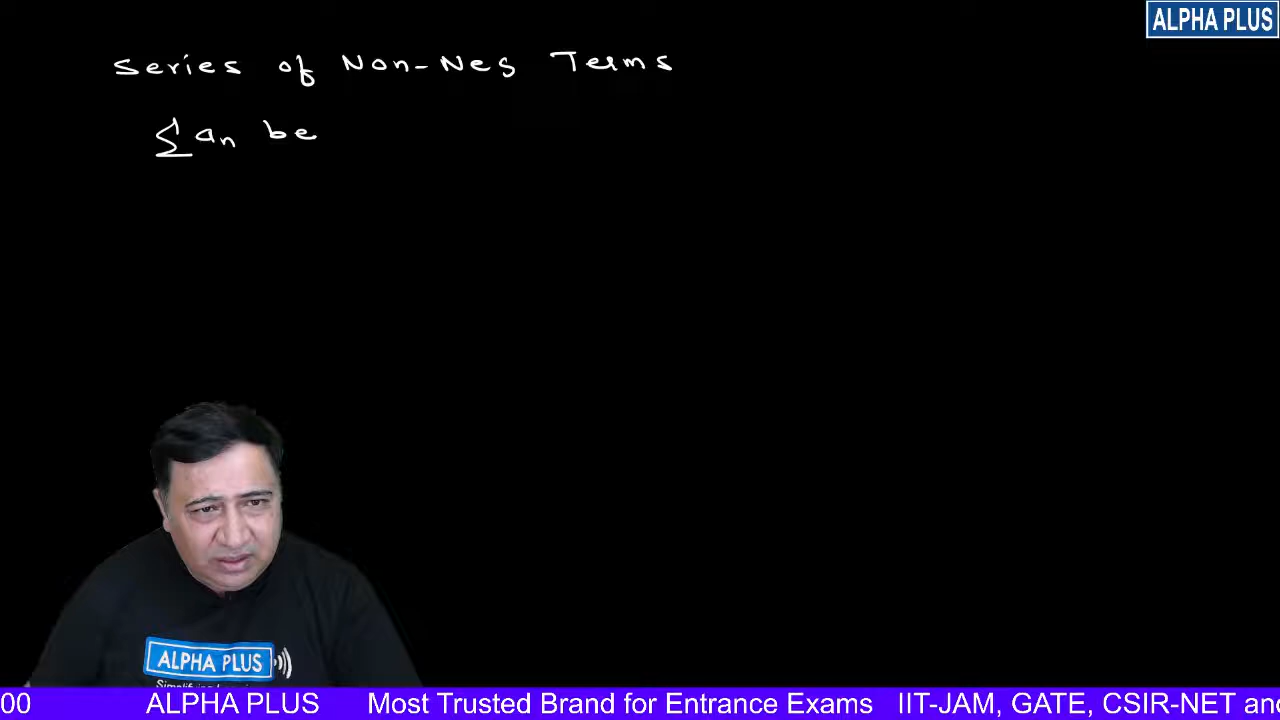 ALPHA PLUS
Series of Non-Neg Terms
∑an be
ALPHA PLUS
00 ALPHA PLUS Most Trusted Brand for Entrance Exams IIT-JAM, GATE, CSIR-NET and